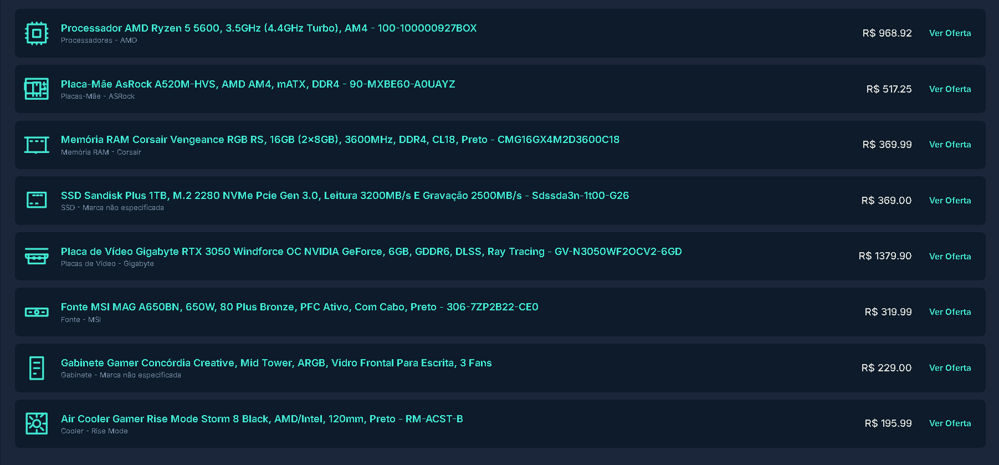 Processador AMD Ryzen 5 5600, 3.5GHz (4.4GHz Turbo), AM4 - 100-100000927BOX
Processadores - AMD
R$ 968.92
Ver Oferta
Placa-Mãe AsRock A520M-HVS, AMD AM4, mATX, DDR4 - 90-MXBE60-A0UAYZ
Placas-Mãe - ASRock
R$ 517.25
Ver Oferta
Memória RAM Corsair Vengeance RGB RS, 16GB (2x8GB), 3600MHz, DDR4, CL18, Preto - CMG16GX4M2D3600C18
Memória RAM - Corsair
R$ 369.99
Ver Oferta
SSD Sandisk Plus 1TB, M.2 2280 NVMe Pcie Gen 3.0, Leitura 3200MB/s E Gravação 2500MB/s - Sdssda3n-1t00-G26
SSD - Marca não especificada
R$ 369.00
Ver Oferta
Placa de Vídeo Gigabyte RTX 3050 Windforce OC NVIDIA GeForce, 6GB, GDDR6, DLSS, Ray Tracing - GV-N3050WF2OCV2-6GD
Placas de Vídeo - Gigabyte
R$ 1379.90
Ver Oferta
Fonte MSI MAG A650BN, 650W, 80 Plus Bronze, PFC Ativo, Com Cabo, Preto - 306-7ZP2B22-CE0
Fonte - MSI
R$ 319.99
Ver Oferta
Gabinete Gamer Concórdia Creative, Mid Tower, ARGB, Vidro Frontal Para Escrita, 3 Fans
Gabinete - Marca não especificada
R$ 229.00
Ver Oferta
Air Cooler Gamer Rise Mode Storm 8 Black, AMD/Intel, 120mm, Preto - RM-ACST-B
Cooler - Rise Mode
R$ 195.99
Ver Oferta